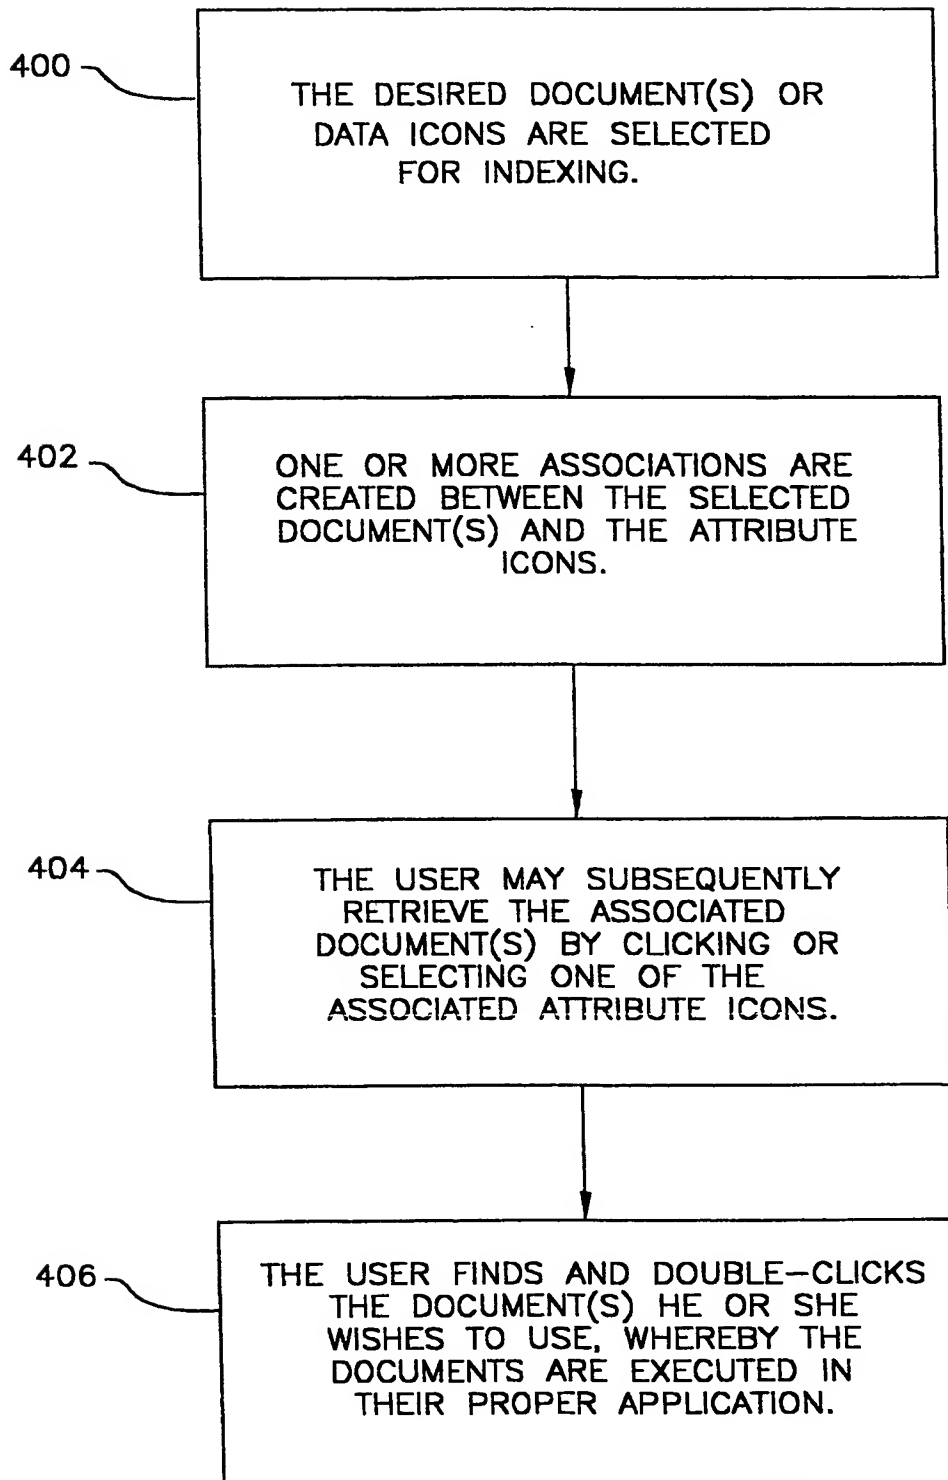 400
THE DESIRED DOCUMENT(S) OR
DATA ICONS ARE SELECTED
FOR INDEXING.
402
ONE OR MORE ASSOCIATIONS ARE
CREATED BETWEEN THE SELECTED
DOCUMENT(S) AND THE ATTRIBUTE
ICONS.
404
THE USER MAY SUBSEQUENTLY
RETRIEVE THE ASSOCIATED
DOCUMENT(S) BY CLICKING OR
SELECTING ONE OF THE
ASSOCIATED ATTRIBUTE ICONS.
406
THE USER FINDS AND DOUBLE-CLICKS
THE DOCUMENT(S) HE OR SHE
WISHES TO USE, WHEREBY THE
DOCUMENTS ARE EXECUTED IN
THEIR PROPER APPLICATION.